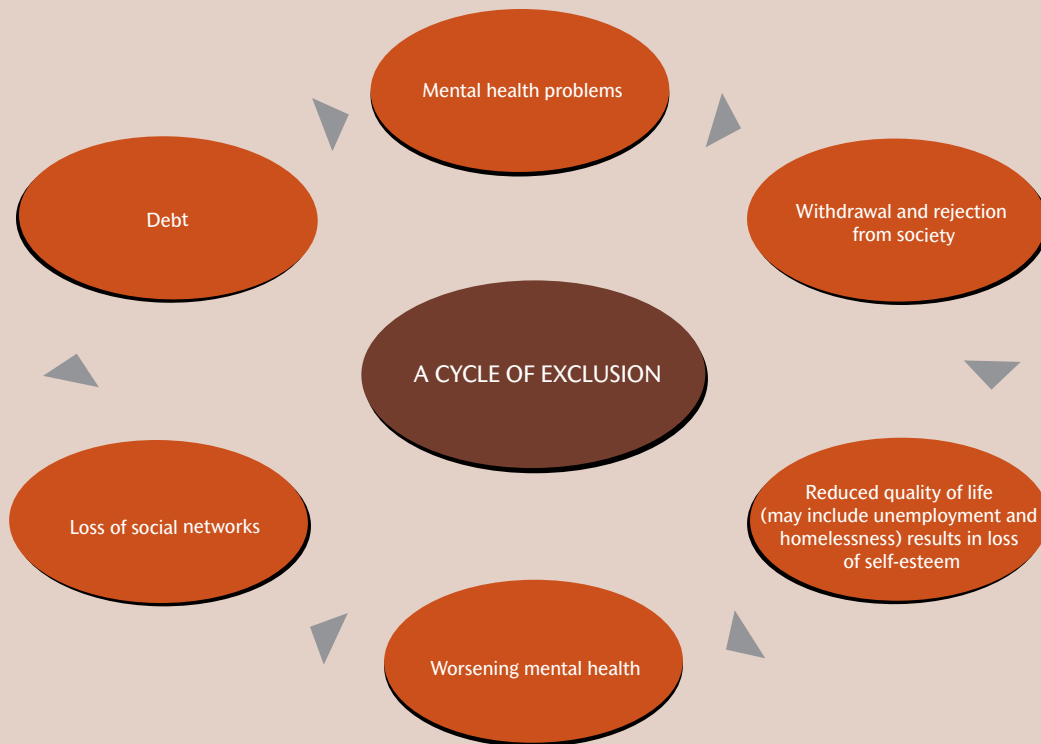 Mental health problems
Withdrawal and rejection
from society
Reduced quality of life
(may include unemployment and
homelessness) results in loss
of self-esteem
Worsening mental health
Loss of social networks
Debt
A CYCLE OF EXCLUSION